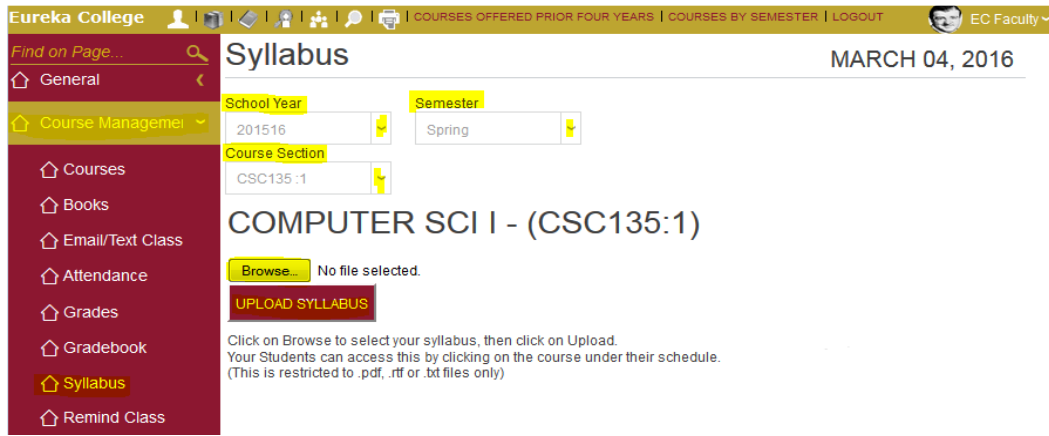 Eureka College COURSES OFFERED PRIOR FOUR YEARS | COURSES BY SEMESTER | LOGOUT EC Faculty
Find on Page...
General
Course Managemei
Courses
Books
Email/Text Class
Attendance
Grades
Gradebook
Syllabus
Remind Class
Syllabus
MARCH 04, 2016
School Year Semester
201516 Spring
Course Section
CSC135 :1
COMPUTER SCI I - (CSC135:1)
Browse... No file selected.
UPLOAD SYLLABUS
Click on Browse to select your syllabus, then click on Upload.
Your Students can access this by clicking on the course under their schedule.
(This is restricted to .pdf, .rtf or .txt files only)